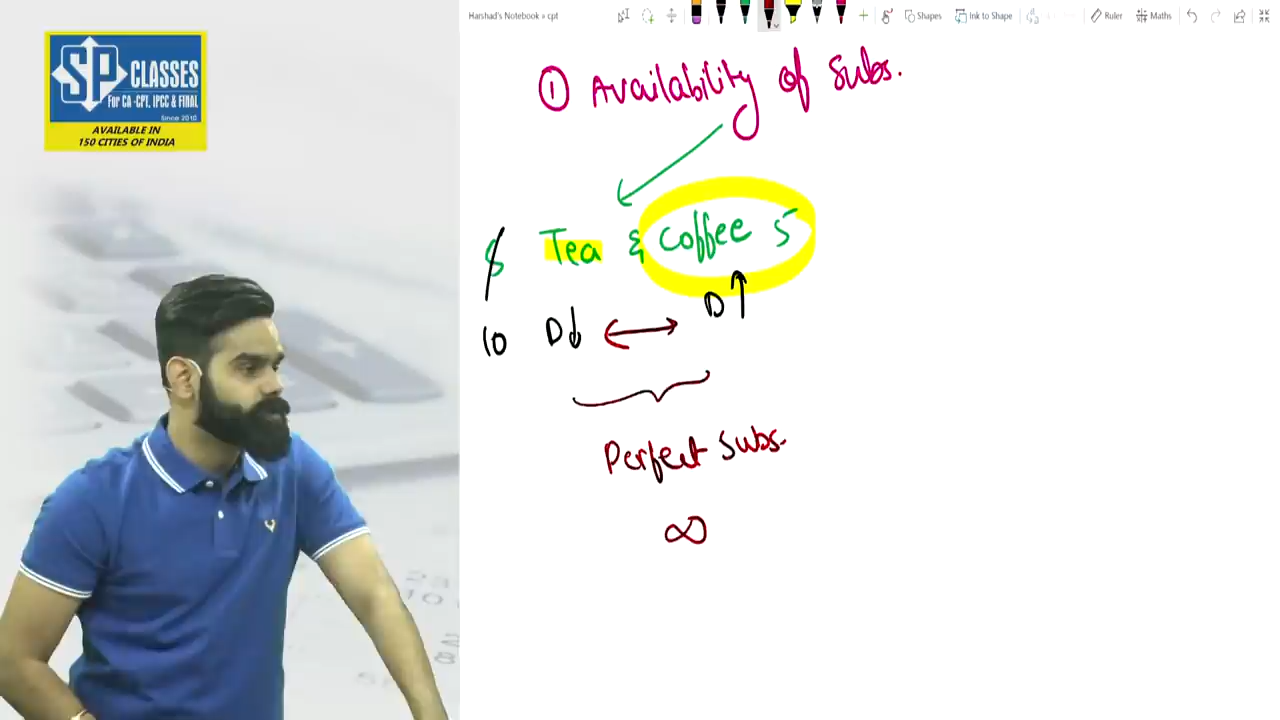 Harshad's Notebook » cpt
Shapes
Ink to Shape
Ruler
Maths
SP CLASSES
For CA -CPT, IPCC & FINAL
Since 2010
AVAILABLE IN
150 CITIES OF INDIA
① Availability of Subs.
Tea & Coffee 5
10 D↓ ↔ D↑
Perfect Subs.
∞